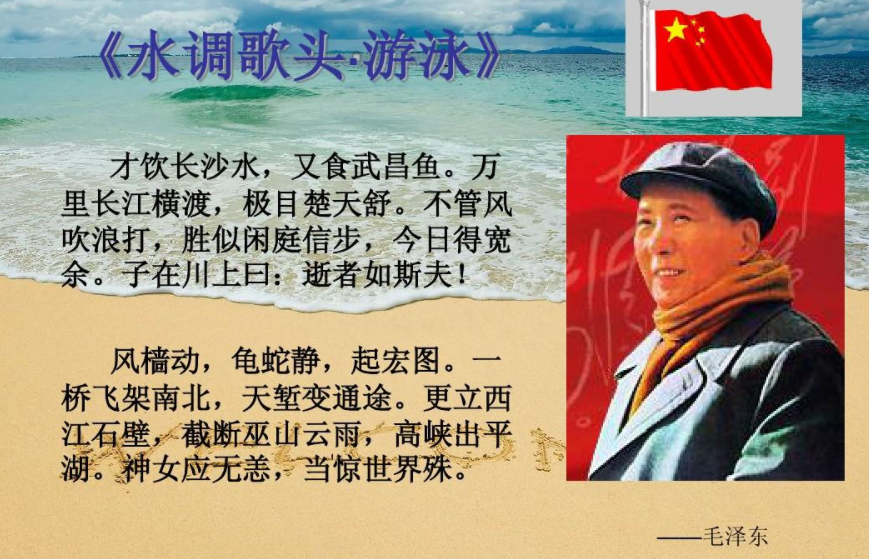 《水调歌头·游泳》
才饮长沙水，又食武昌鱼。万
里长江横渡，极目楚天舒。不管风
吹浪打，胜似闲庭信步，今日得宽
余。子在川上曰：逝者如斯夫！
风樯动，龟蛇静，起宏图。一
桥飞架南北，天堑变通途。更立西
江石壁，截断巫山云雨，高峡出平
湖。神女应无恙，当惊世界殊。
——毛泽东